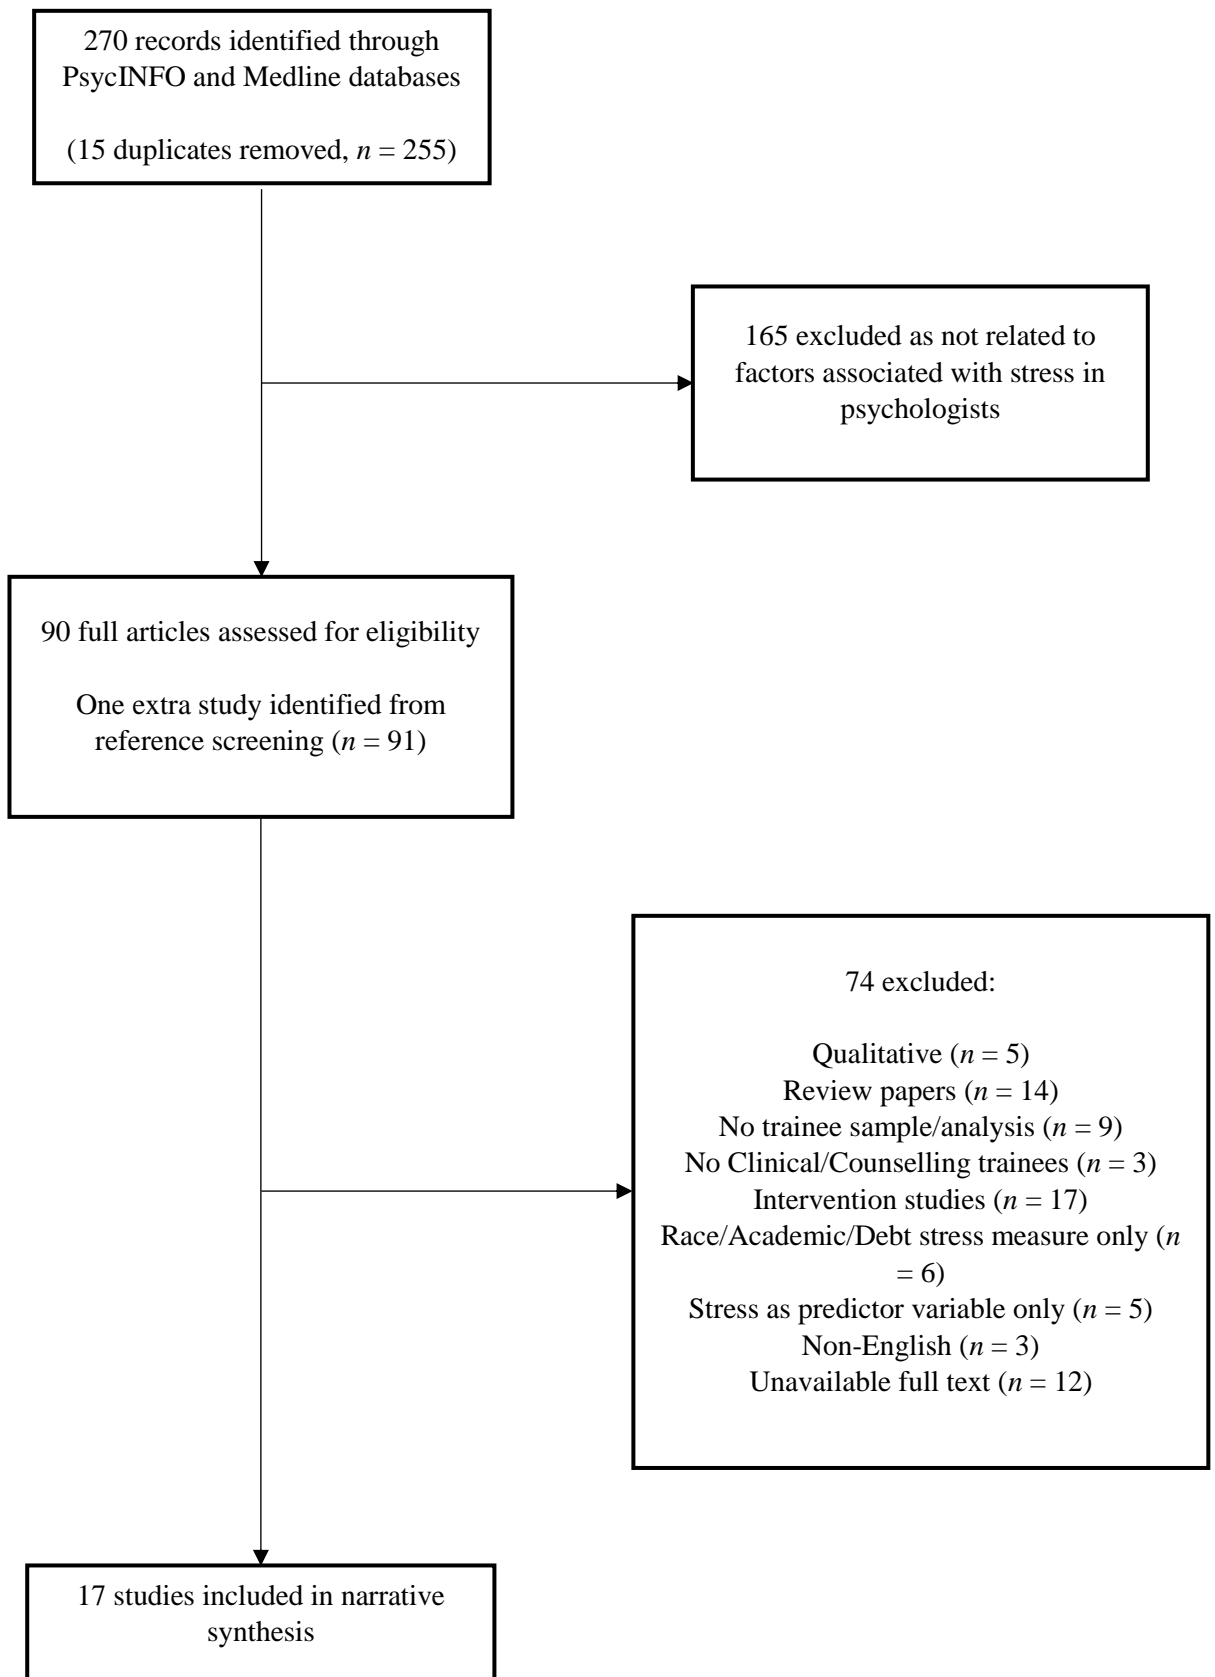 270 records identified through
PsycINFO and Medline databases
(15 duplicates removed, n = 255)
165 excluded as not related to
factors associated with stress in
psychologists
90 full articles assessed for eligibility
One extra study identified from
reference screening (n = 91)
74 excluded:
Qualitative (n = 5)
Review papers (n = 14)
No trainee sample/analysis (n = 9)
No Clinical/Counselling trainees (n = 3)
Intervention studies (n = 17)
Race/Academic/Debt stress measure only (n
= 6)
Stress as predictor variable only (n = 5)
Non-English (n = 3)
Unavailable full text (n = 12)
17 studies included in narrative
synthesis